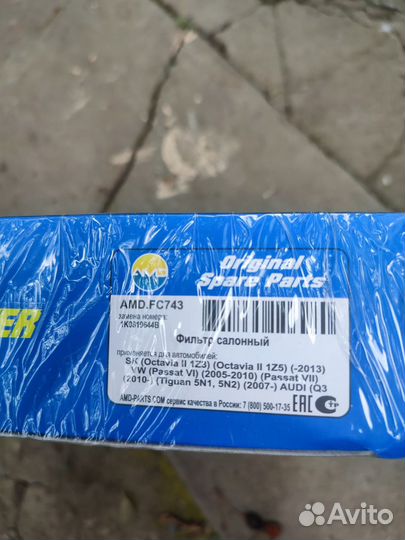 AMD
Original
Spare Parts
AMD.FC743
замена номера:
1K0819644B
Фильтр салонный
применяется для автомобилей:
SK (Octavia II 1Z3) (Octavia II 1Z5) (-2013)
VW (Passat VI) (2005-2010) (Passat VII)
(2010-) (Tiguan 5N1, 5N2) (2007-) AUDI (Q3
AMD-PARTS.COM сервис качества в России: 7 (800) 500-17-35
EAC
Avito